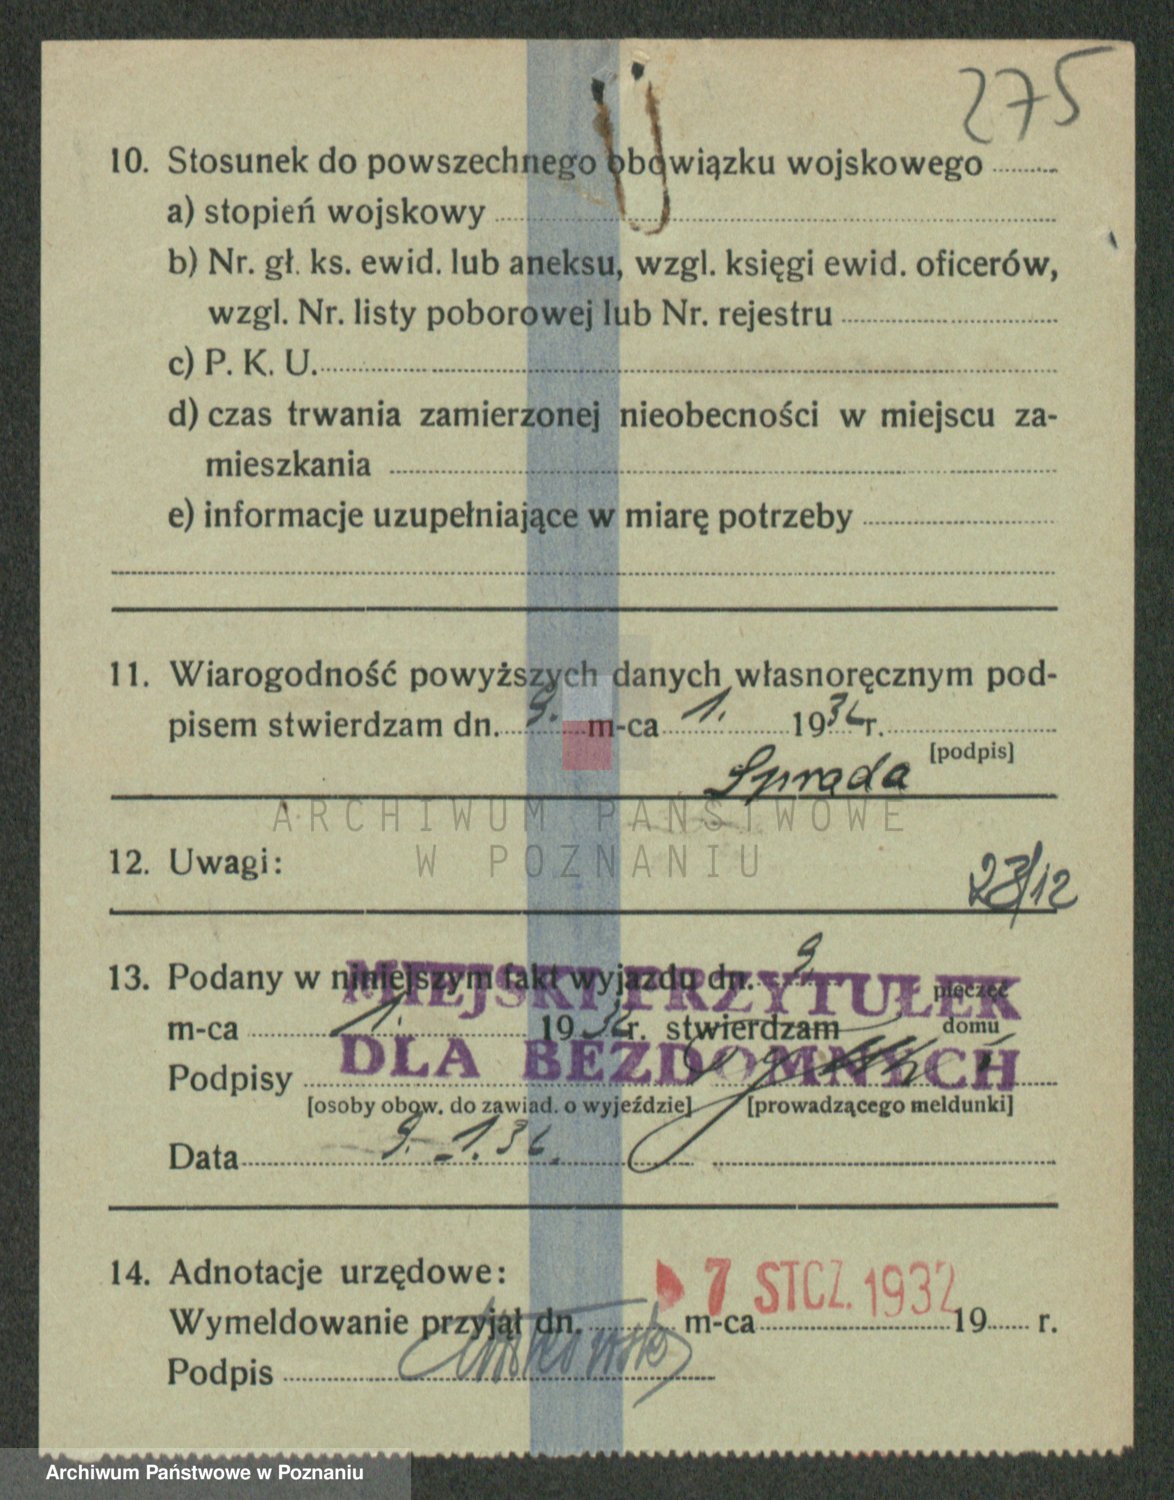 275
10. Stosunek do powszechnego obowiązku wojskowego
a) stopień wojskowy
b) Nr. gł. ks. ewid. lub aneksu, wzgl. księgi ewid. oficerów,
wzgl. Nr. listy poborowej lub Nr. rejestru
c) P. K. U.
d) czas trwania zamierzonej nieobecności w miejscu za-
mieszkania
e) informacje uzupełniające w miarę potrzeby
11. Wiarogodność powyższych danych własnoręcznym pod-
pisem stwierdzam dn. 9. m-ca 1. 1932 r.
[podpis]
Sprada
ARCHIWUM PAŃSTWOWE
W POZNANIU
12. Uwagi:
23/12
13. Podany w niniejszym fakt wyjazdu dn. 9.
MIEJSKI PRZYTUŁEK
pieczęć
m-ca 1. 1932 r. stwierdzam domu
DLA BEZDOMNYCH
Podpisy
[osoby obow. do zawiad. o wyjeździe] [prowadzącego meldunki]
Data 9. 1. 32.
14. Adnotacje urzędowe:
7 STCZ. 1932
Wymeldowanie przyjął dn. m-ca 19 r.
Podpis
Archiwum Państwowe w Poznaniu